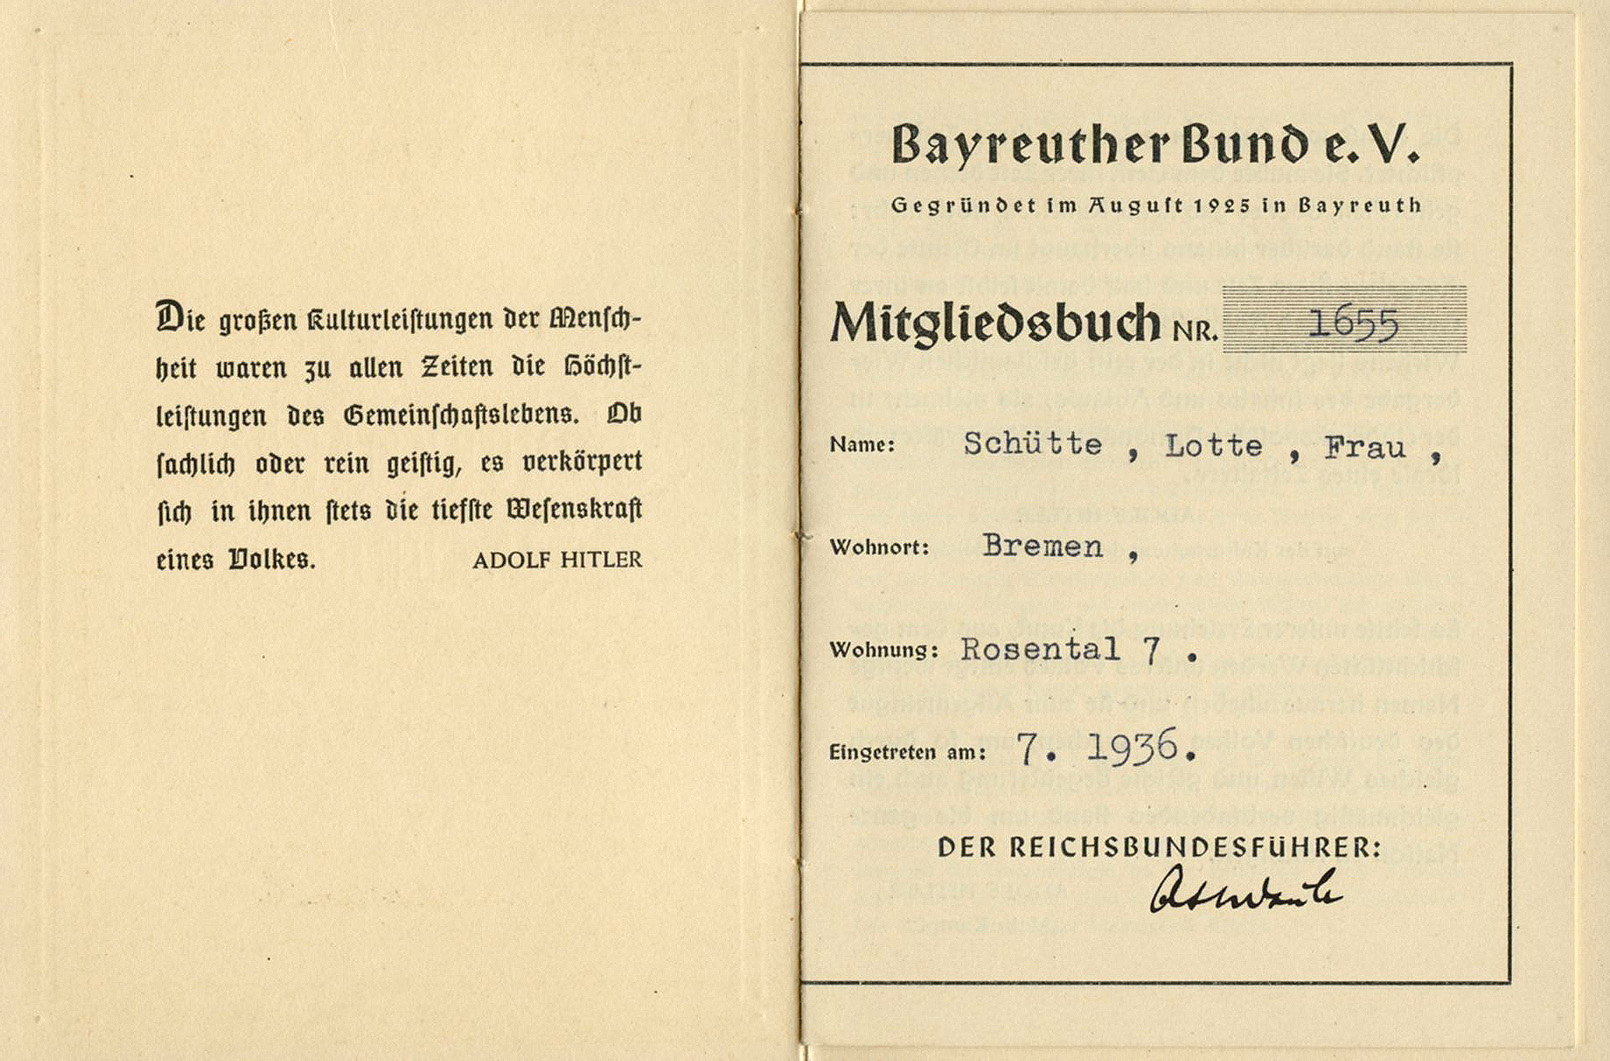 Die großen Kulturleiſtungen der Menſch-
heit waren zu allen Zeiten die Höchſt-
leiſtungen des Gemeinſchaftslebens. Ob
ſachlich oder rein geiſtig, es verkörpert
ſich in ihnen ſtets die tiefſte Weſenskraft
eines Volkes. ADOLF HITLER
Bayreuther Bund e. V.
Gegründet im Auguſt 1925 in Bayreuth
Mitgliedsbuch NR. 1655
Name: Schütte , Lotte , Frau ,
Wohnort: Bremen ,
Wohnung: Rosental 7 .
Eingetreten am: 7. 1936.
DER REICHSBUNDESFÜHRER: